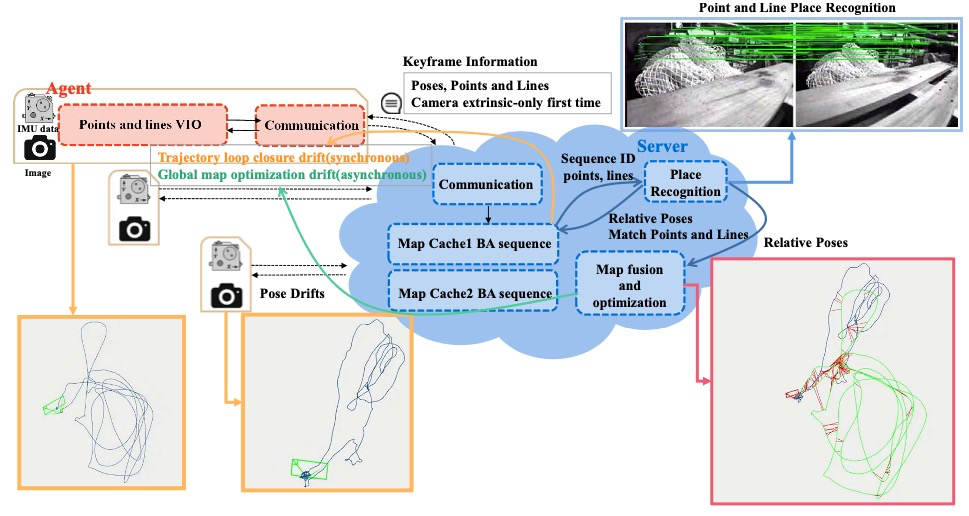 Point and Line Place Recognition
Keyframe Information
Poses, Points and Lines
Camera extrinsic-only first time
Agent
IMU data
Points and lines VIO
Communication
Image
Trajectory loop closure drift(synchronous)
Global map optimization drift(asynchronous)
Server
Communication
Sequence ID
points, lines
Place
Recognition
Map Cache1 BA sequence
Relative Poses
Match Points and Lines
Relative Poses
Map Cache2 BA sequence
Map fusion
and
optimization
Pose Drifts